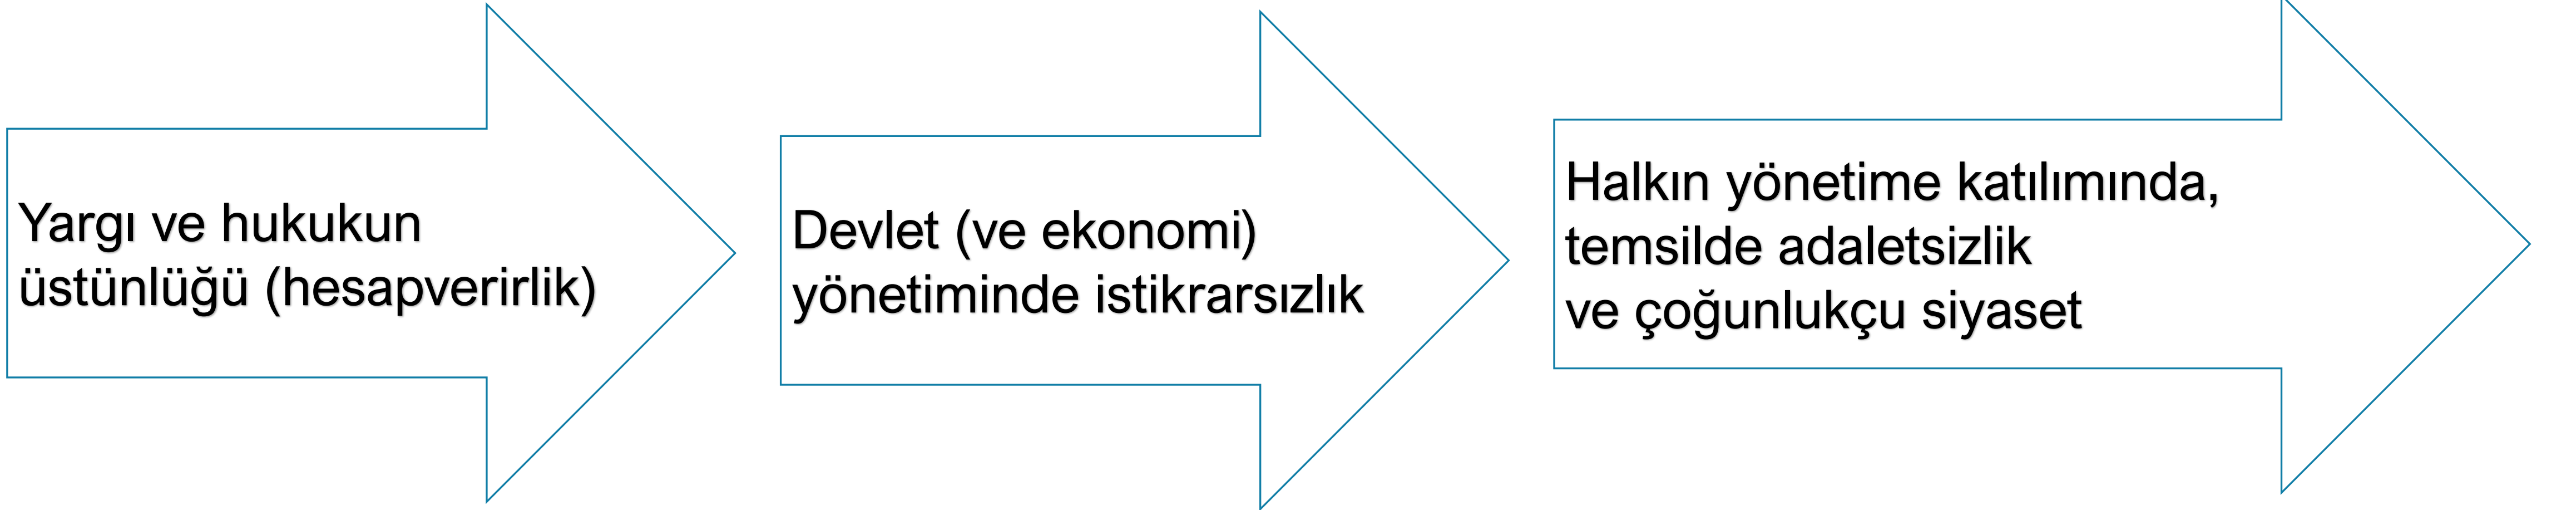 Yargı ve hukukun
üstünlüğü (hesapverirlik)
Devlet (ve ekonomi)
yönetiminde istikrarsızlık
Halkın yönetime katılımında,
temsilde adaletsizlik
ve çoğunlukçu siyaset